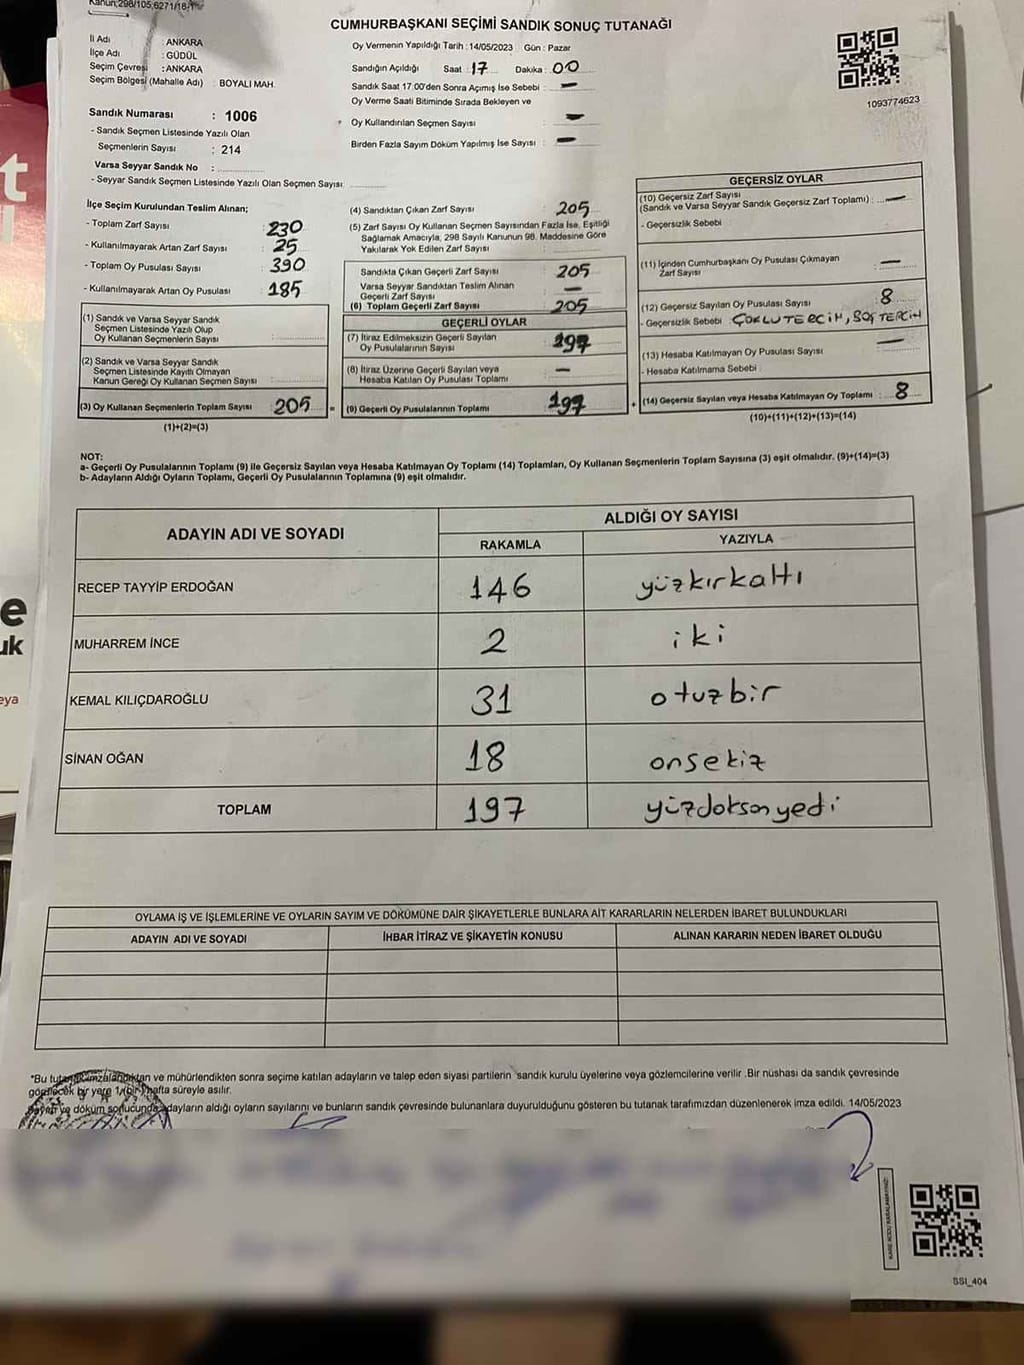 Kanun;298/105,6271/18-1
CUMHURBAŞKANI SEÇİMİ SANDIK SONUÇ TUTANAĞI
İl Adı : ANKARA
İlçe Adı : GÜDÜL
Seçim Çevresi : ANKARA
Seçim Bölgesi (Mahalle Adı) : BOYALI MAH.
Sandık Numarası : 1006
- Sandık Seçmen Listesinde Yazılı Olan
Seçmenlerin Sayısı : 214
Varsa Seyyar Sandık No :
- Seyyar Sandık Seçmen Listesinde Yazılı Olan Seçmen Sayısı:
Oy Vermenin Yapıldığı Tarih : 14/05/2023 Gün : Pazar
Sandığın Açıldığı Saat : 17 Dakika : 00
Sandık Saat 17.00'den Sonra Açımış İse Sebebi : —
Oy Verme Saati Bitiminde Sırada Bekleyen ve
Oy Kullandırılan Seçmen Sayısı : —
Birden Fazla Sayım Döküm Yapılmış İse Sayısı : —
1093774623
İlçe Seçim Kurulundan Teslim Alınan;
- Toplam Zarf Sayısı : 230
- Kullanılmayarak Artan Zarf Sayısı : 25
- Toplam Oy Pusulası Sayısı : 390
- Kullanılmayarak Artan Oy Pusulası : 185
(1) Sandık ve Varsa Seyyar Sandık
Seçmen Listesinde Yazılı Olup
Oy Kullanan Seçmenlerin Sayısı :
(2) Sandık ve Varsa Seyyar Sandık
Seçmen Listesinde Kayıtlı Olmayan
Kanun Gereği Oy Kullanan Seçmen Sayısı :
(3) Oy Kullanan Seçmenlerin Toplam Sayısı : 205
(1)+(2)=(3)
(4) Sandıktan Çıkan Zarf Sayısı : 205
(5) Zarf Sayısı Oy Kullanan Seçmen Sayısından Fazla İse, Eşitliği
Sağlamak Amacıyla, 298 Sayılı Kanunun 98. Maddesine Göre
Yakılarak Yok Edilen Zarf Sayısı :
Sandıkta Çıkan Geçerli Zarf Sayısı : 205
Varsa Seyyar Sandıktan Teslim Alınan
Geçerli Zarf Sayısı : —
(6) Toplam Geçerli Zarf Sayısı : 205
GEÇERLİ OYLAR
(7) İtiraz Edilmeksizin Geçerli Sayılan
Oy Pusulalarının Sayısı : 197
(8) İtiraz Üzerine Geçerli Sayılan veya
Hesaba Katılan Oy Pusulası Toplamı : —
= (9) Geçerli Oy Pusulalarının Toplamı : 197
GEÇERSİZ OYLAR
(10) Geçersiz Zarf Sayısı
(Sandık ve Varsa Seyyar Sandık Geçersiz Zarf Toplamı) : —
- Geçersizlik Sebebi :
(11) İçinden Cumhurbaşkanı Oy Pusulası Çıkmayan
Zarf Sayısı : —
(12) Geçersiz Sayılan Oy Pusulası Sayısı : 8
- Geçersizlik Sebebi : ÇOKLU TERCİH, BOŞ TERCİH
(13) Hesaba Katılmayan Oy Pusulası Sayısı : —
- Hesaba Katılmama Sebebi :
+ (14) Geçersiz Sayılan veya Hesaba Katılmayan Oy Toplamı : 8
(10)+(11)+(12)+(13)=(14)
NOT:
a- Geçerli Oy Pusulalarının Toplamı (9) ile Geçersiz Sayılan veya Hesaba Katılmayan Oy Toplamı (14) Toplamları, Oy Kullanan Seçmenlerin Toplam Sayısına (3) eşit olmalıdır. (9)+(14)=(3)
b- Adayların Aldığı Oyların Toplamı, Geçerli Oy Pusulalarının Toplamına (9) eşit olmalıdır.
ADAYIN ADI VE SOYADI ALDIĞI OY SAYISI
RAKAMLA YAZIYLA
RECEP TAYYİP ERDOĞAN 146 yüzkırkaltı
MUHARREM İNCE 2 iki
KEMAL KILIÇDAROĞLU 31 otuzbir
SİNAN OĞAN 18 onsekiz
TOPLAM 197 yüzdoksanyedi
OYLAMA İŞ VE İŞLEMLERİNE VE OYLARIN SAYIM VE DÖKÜMÜNE DAİR ŞİKAYETLERLE BUNLARA AİT KARARLARIN NELERDEN İBARET BULUNDUKLARI
ADAYIN ADI VE SOYADI İHBAR İTİRAZ VE ŞİKAYETİN KONUSU ALINAN KARARIN NEDEN İBARET OLDUĞU
*Bu tutanak imzalandıktan ve mühürlendikten sonra seçime katılan adayların ve talep eden siyasi partilerin sandık kurulu üyelerine veya gözlemcilerine verilir .Bir nüshası da sandık çevresinde
görülecek bir yere 1 (bir) hafta süreyle asılır.
Sayım ve döküm sonucunda adayların aldığı oyların sayılarını ve bunların sandık çevresinde bulunanlara duyurulduğunu gösteren bu tutanak tarafımızdan düzenlenerek imza edildi. 14/05/2023
KARE KODU KARALAMAYINIZ!
SSI_404
t
e
uk
eya